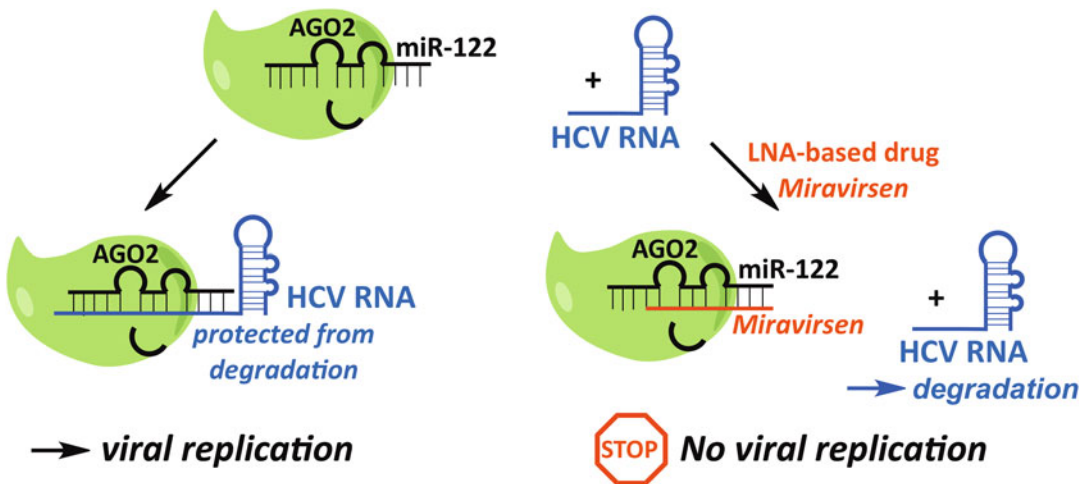 AGO2
miR-122
+
HCV RNA
LNA-based drug
Miravirsen
AGO2
HCV RNA
protected from
degradation
viral replication
AGO2
miR-122
Miravirsen
+
HCV RNA
degradation
STOP
No viral replication